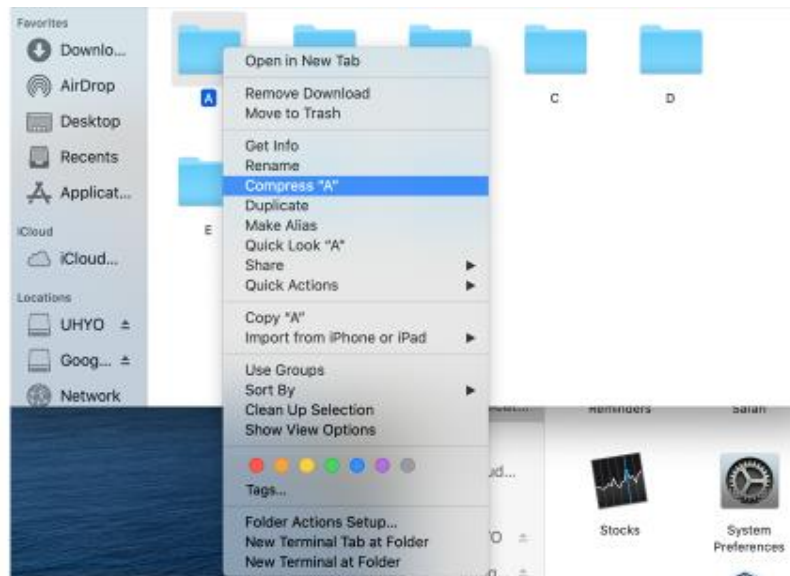 Favorites
Downlo...
AirDrop
Desktop
Recents
Applicat...
iCloud
iCloud...
Locations
UHYO
Goog...
Network
A
C
D
E
Open in New Tab
Remove Download
Move to Trash
Get Info
Rename
Compress "A"
Duplicate
Make Alias
Quick Look "A"
Share
Quick Actions
Copy "A"
Import from iPhone or iPad
Use Groups
Sort By
Clean Up Selection
Show View Options
Tags...
Folder Actions Setup...
New Terminal Tab at Folder
New Terminal at Folder
Reminders
Safari
Stocks
System
Preferences